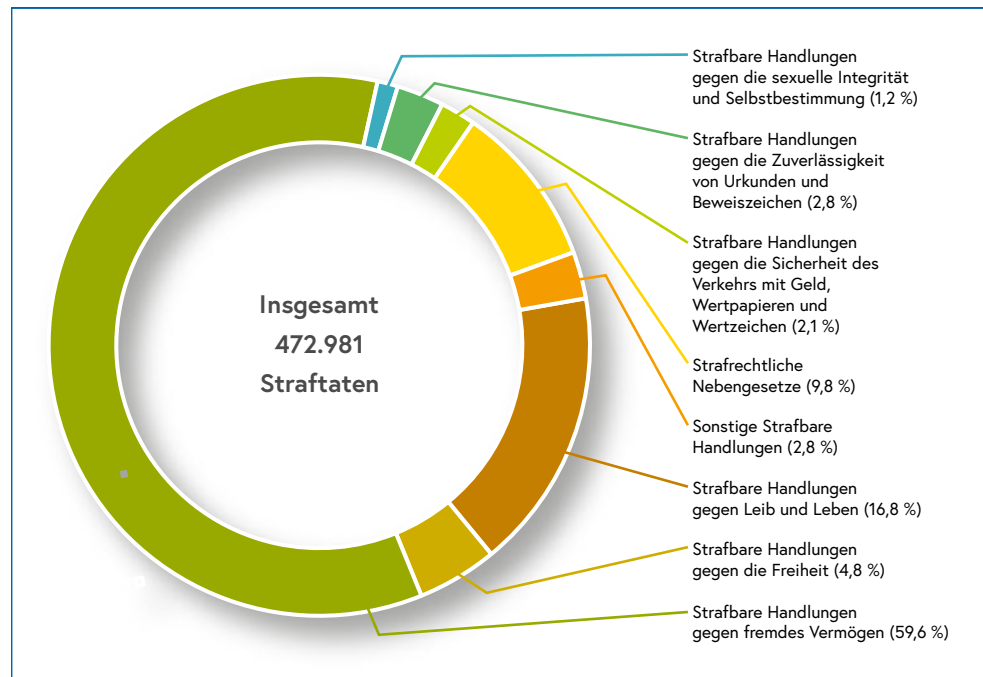 Insgesamt
472.981
Straftaten
Strafbare Handlungen
gegen die sexuelle Integrität
und Selbstbestimmung (1,2 %)
Strafbare Handlungen
gegen die Zuverlässigkeit
von Urkunden und
Beweiszeichen (2,8 %)
Strafbare Handlungen
gegen die Sicherheit des
Verkehrs mit Geld,
Wertpapieren und
Wertzeichen (2,1 %)
Strafrechtliche
Nebengesetze (9,8 %)
Sonstige Strafbare
Handlungen (2,8 %)
Strafbare Handlungen
gegen Leib und Leben (16,8 %)
Strafbare Handlungen
gegen die Freiheit (4,8 %)
Strafbare Handlungen
gegen fremdes Vermögen (59,6 %)